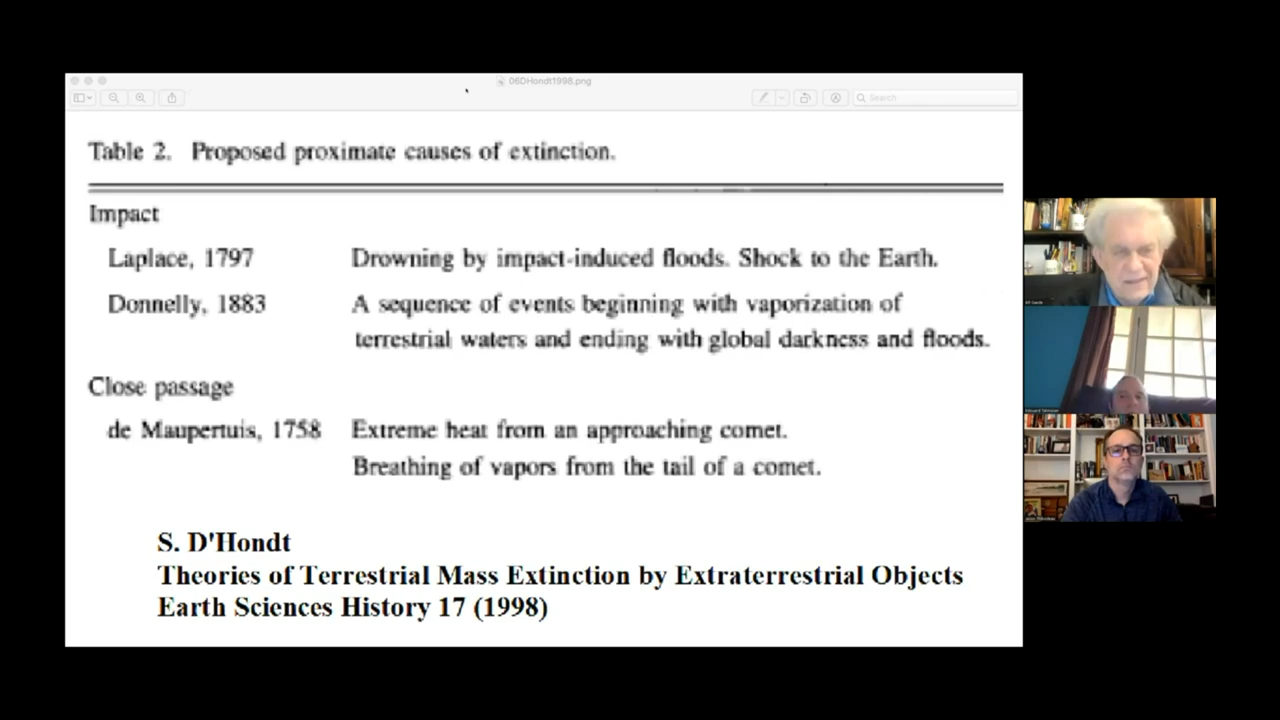 06DHondt1998.png
Search
Table 2. Proposed proximate causes of extinction.
Impact
Laplace, 1797 Drowning by impact-induced floods. Shock to the Earth.
Donnelly, 1883 A sequence of events beginning with vaporization of
terrestrial waters and ending with global darkness and floods.
Close passage
de Maupertuis, 1758 Extreme heat from an approaching comet.
Breathing of vapors from the tail of a comet.
S. D'Hondt
Theories of Terrestrial Mass Extinction by Extraterrestrial Objects
Earth Sciences History 17 (1998)